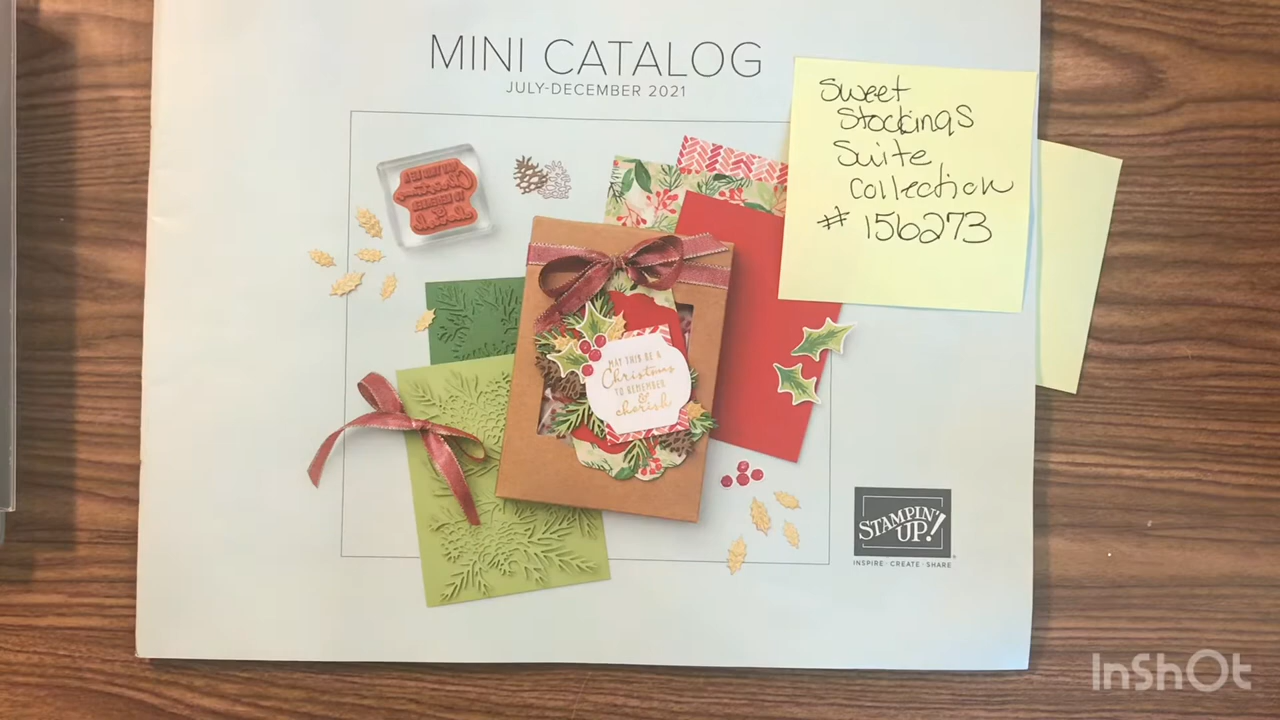 MINI CATALOG
JULY-DECEMBER 2021
Sweet
Stockings
Suite
Collection
# 156273
MAY THIS BE A
Christmas
TO REMEMBER
&
cherish
STAMPIN'
UP!
INSPIRE · CREATE · SHARE
InShOt